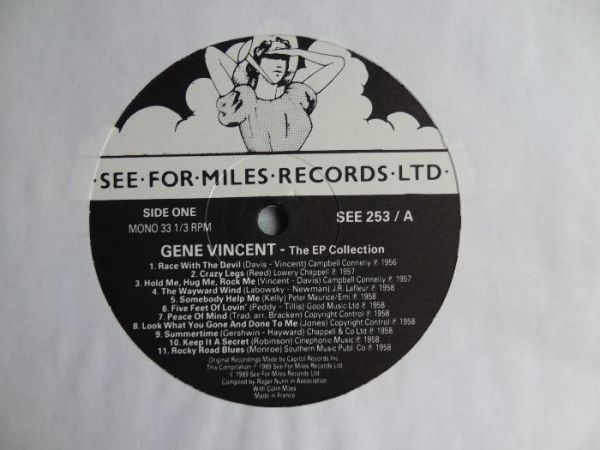 ·SEE·FOR·MILES·RECORDS·LTD·
SIDE ONE
SEE 253 / A
MONO 33 1/3 RPM
GENE VINCENT - The EP Collection
1. Race With The Devil (Davis - Vincent) Campbell Connelly ℗ 1956
2. Crazy Legs (Reed) Lowery Chappell ℗ 1957
3. Hold Me, Hug Me, Rock Me (Vincent - Davis) Campbell Connelly ℗ 1957
4. The Wayward Wind (Labowsky - Newman) J.R. Lafleur ℗ 1958
5. Somebody Help Me (Kelly) Peter Maurice/Emi ℗ 1958
6. Five Feet Of Lovin' (Peddy - Tillis) Good Music Ltd ℗ 1958
7. Peace Of Mind (Trad. arr. Bracken) Copyright Control ℗ 1958
8. Look What You Gone And Done To Me (Jones) Copyright Control ℗ 1958
9. Summertime (Gershwin - Hayward) Chappell & Co Ltd ℗ 1958
10. Keep It A Secret (Robinson) Cinephonic Music ℗ 1958
11. Rocky Road Blues (Monroe) Southern Music Publ. Co ℗ 1958
Original Recordings Made by Capitol Records Inc.
This Compilation ℗ 1989 See For Miles Records Ltd
© 1989 See For Miles Records Ltd
Compiled by Roger Nunn in Association
With Colin Miles
Made in France